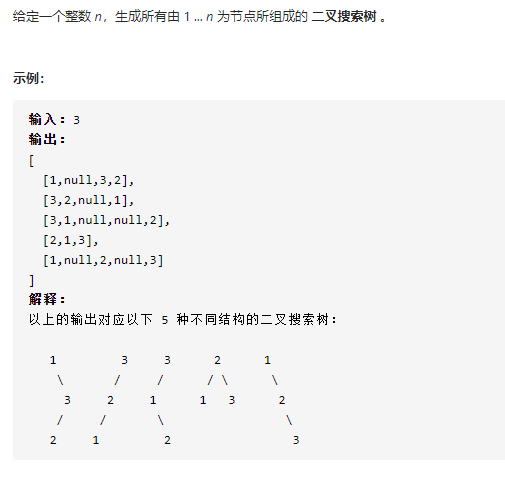 给定一个整数 n，生成所有由 1 ... n 为节点所组成的 二叉搜索树 。
示例：
输入：3
输出：
[
  [1,null,3,2],
  [3,2,null,1],
  [3,1,null,null,2],
  [2,1,3],
  [1,null,2,null,3]
]
解释：
以上的输出对应以下 5 种不同结构的二叉搜索树：
   1         3     3      2      1
    \       /     /      / \      \
     3     2     1      1   3      2
    /     /       \                 \
   2     1         2                 3